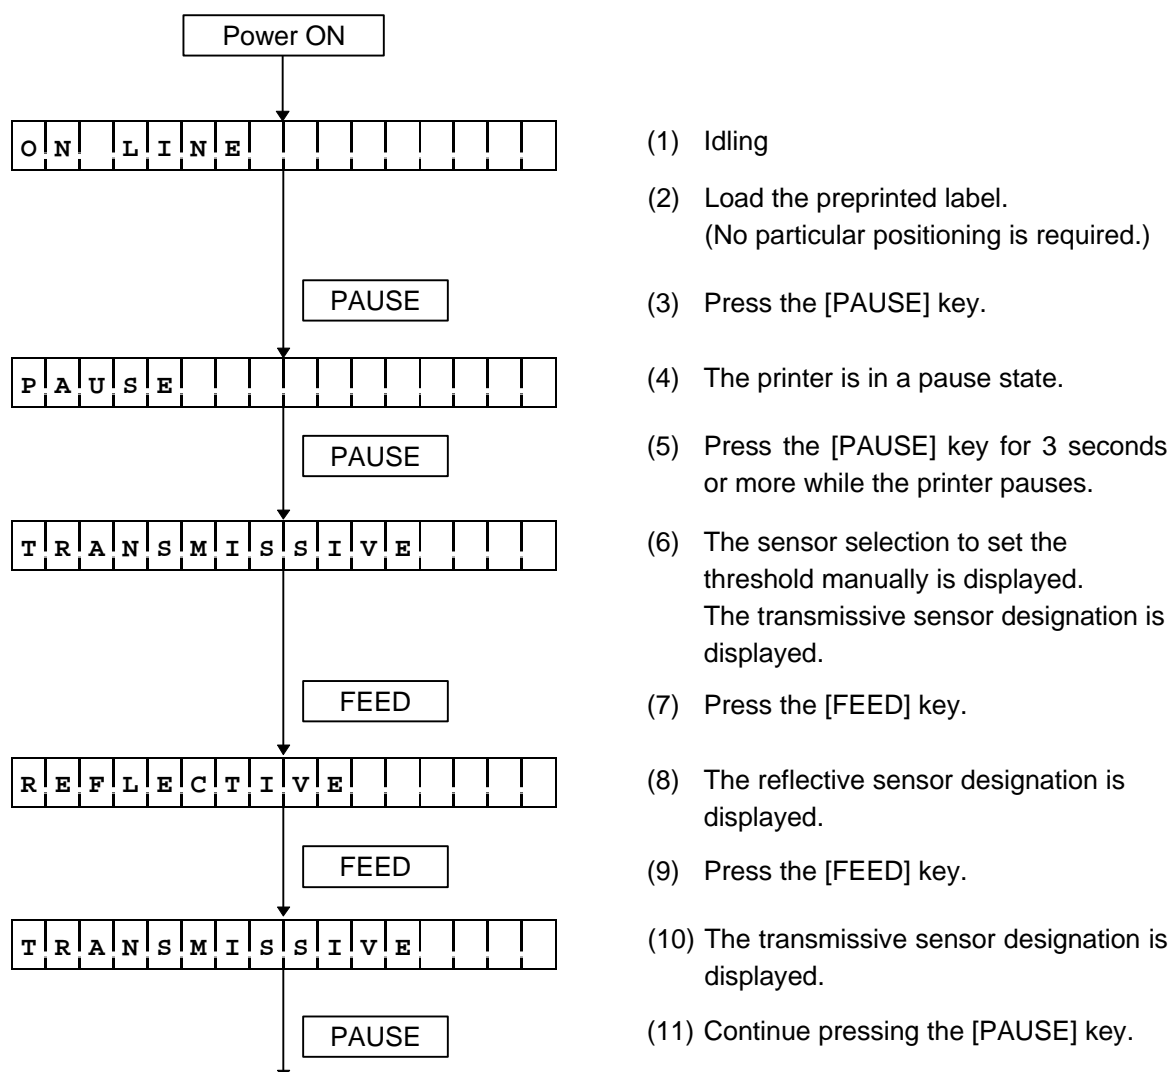 Power ON
ON LINE
(1) Idling
(2) Load the preprinted label.
(No particular positioning is required.)
PAUSE
(3) Press the [PAUSE] key.
PAUSE
(4) The printer is in a pause state.
PAUSE
(5) Press the [PAUSE] key for 3 seconds
or more while the printer pauses.
TRANSMISSIVE
(6) The sensor selection to set the
threshold manually is displayed.
The transmissive sensor designation is
displayed.
FEED
(7) Press the [FEED] key.
REFLECTIVE
(8) The reflective sensor designation is
displayed.
FEED
(9) Press the [FEED] key.
TRANSMISSIVE
(10) The transmissive sensor designation is
displayed.
PAUSE
(11) Continue pressing the [PAUSE] key.